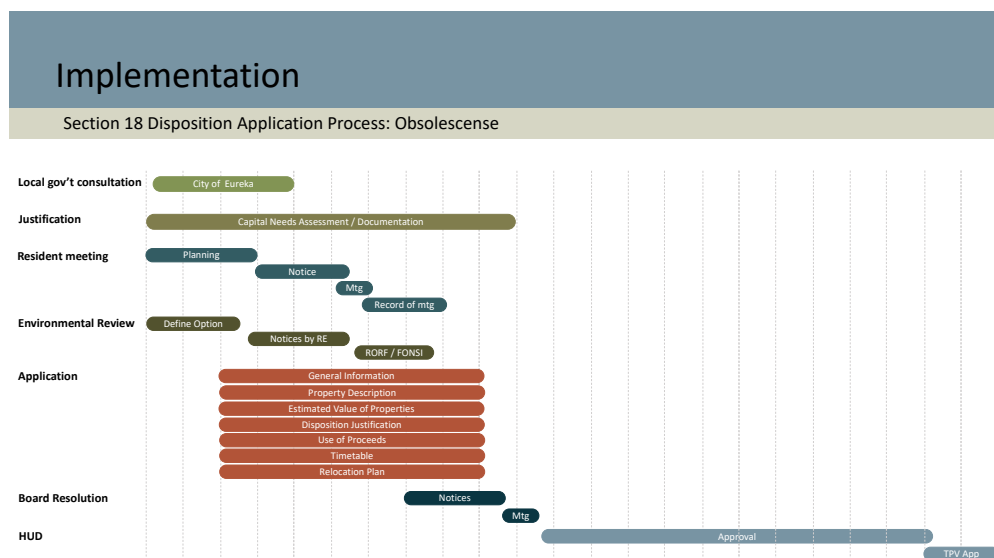 Implementation
Section 18 Disposition Application Process: Obsolescense
Local gov't consultation
City of Eureka
Justification
Capital Needs Assessment / Documentation
Resident meeting
Planning
Notice
Mtg
Record of mtg
Environmental Review
Define Option
Notices by RE
RORF / FONSI
Application
General Information
Property Description
Estimated Value of Properties
Disposition Justification
Use of Proceeds
Timetable
Relocation Plan
Board Resolution
Notices
Mtg
HUD
Approval
TPV App